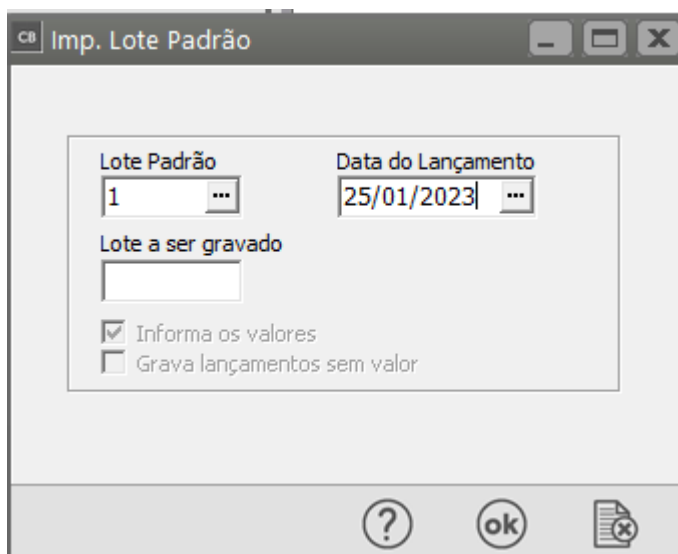 CB Imp. Lote Padrão
Lote Padrão Data do Lançamento
1 ... 25/01/2023 ...
Lote a ser gravado
Informa os valores
Grava lançamentos sem valor
? ok